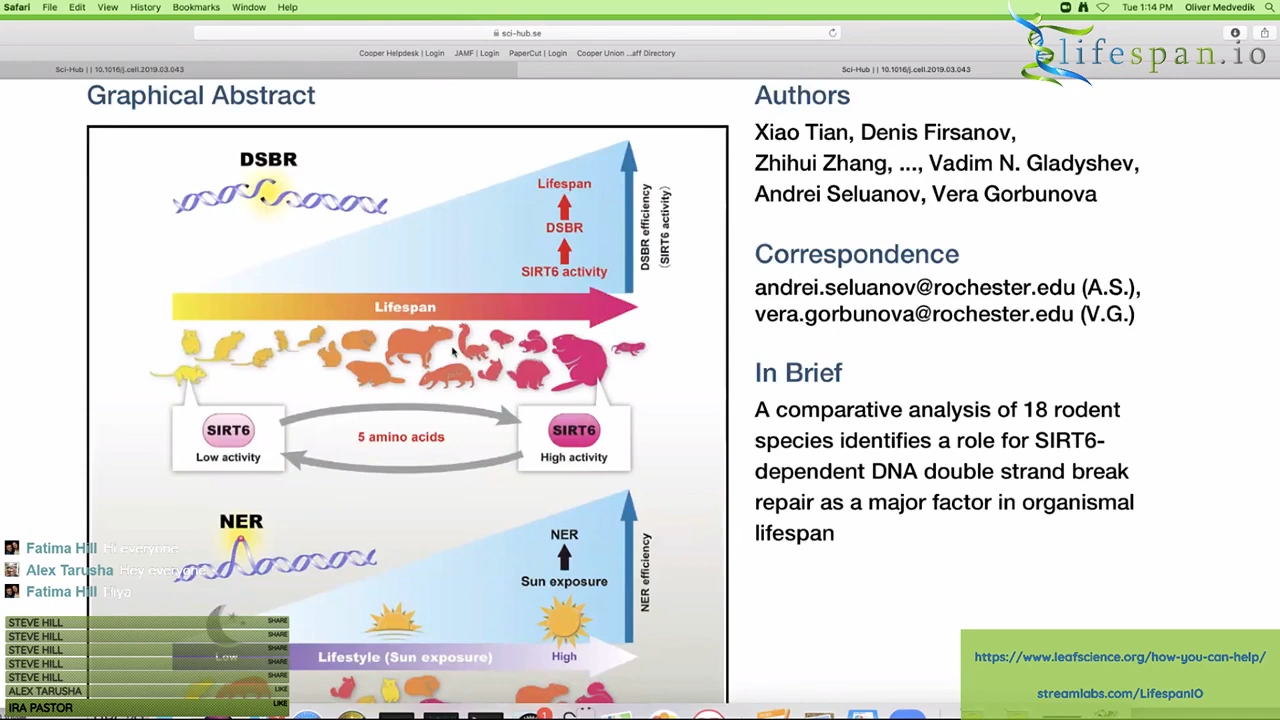 Safari File Edit View History Bookmarks Window Help
Tue 1:14 PM Oliver Medvedik
sci-hub.se
Cooper Helpdesk | Login JAMF | Login PaperCut | Login Cooper Union ...aff Directory
Sci-Hub | | 10.1016/j.cell.2019.03.043
Sci-Hub | | 10.1016/j.cell.2019.03.043
lifespan.io
Graphical Abstract
DSBR
Lifespan
DSBR
SIRT6 activity
DSBR efficiency
(SIRT6 activity)
Lifespan
SIRT6
Low activity
5 amino acids
SIRT6
High activity
NER
NER
Sun exposure
NER efficiency
Low
Lifestyle (Sun exposure)
High
Authors
Xiao Tian, Denis Firsanov,
Zhihui Zhang, ..., Vadim N. Gladyshev,
Andrei Seluanov, Vera Gorbunova
Correspondence
andrei.seluanov@rochester.edu (A.S.),
vera.gorbunova@rochester.edu (V.G.)
In Brief
A comparative analysis of 18 rodent
species identifies a role for SIRT6-
dependent DNA double strand break
repair as a major factor in organismal
lifespan
Fatima Hill Hi everyone
Alex Tarusha Hey everyone
Fatima Hill Hiya
STEVE HILL SHARE
STEVE HILL SHARE
STEVE HILL SHARE
STEVE HILL SHARE
STEVE HILL SHARE
ALEX TARUSHA LIKE
IRA PASTOR LIKE
https://www.leafscience.org/how-you-can-help/
streamlabs.com/LifespanIO